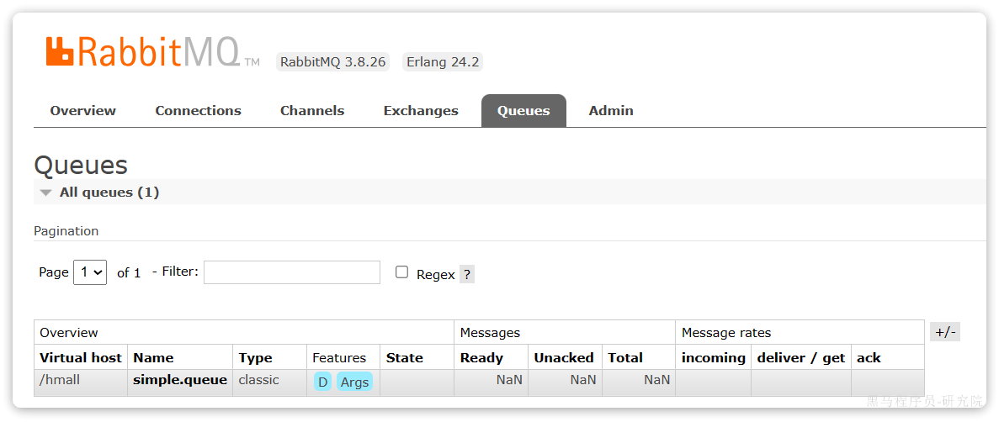 RabbitMQ TM RabbitMQ 3.8.26 Erlang 24.2
Overview Connections Channels Exchanges Queues Admin
Queues
All queues (1)
Pagination
Page 1 of 1 - Filter: Regex ?
Overview Messages Message rates +/-
Virtual host Name Type Features State Ready Unacked Total incoming deliver / get ack
/hmall simple.queue classic D Args NaN NaN NaN
黑马程序员-研究院